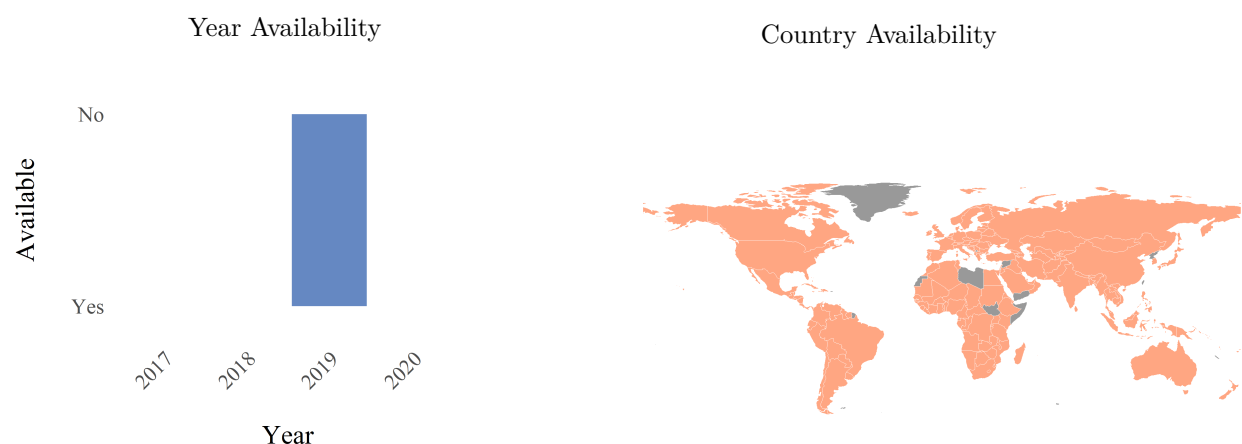 Year Availability
No
Available
Yes
2017
2018
2019
2020
Year
Country Availability